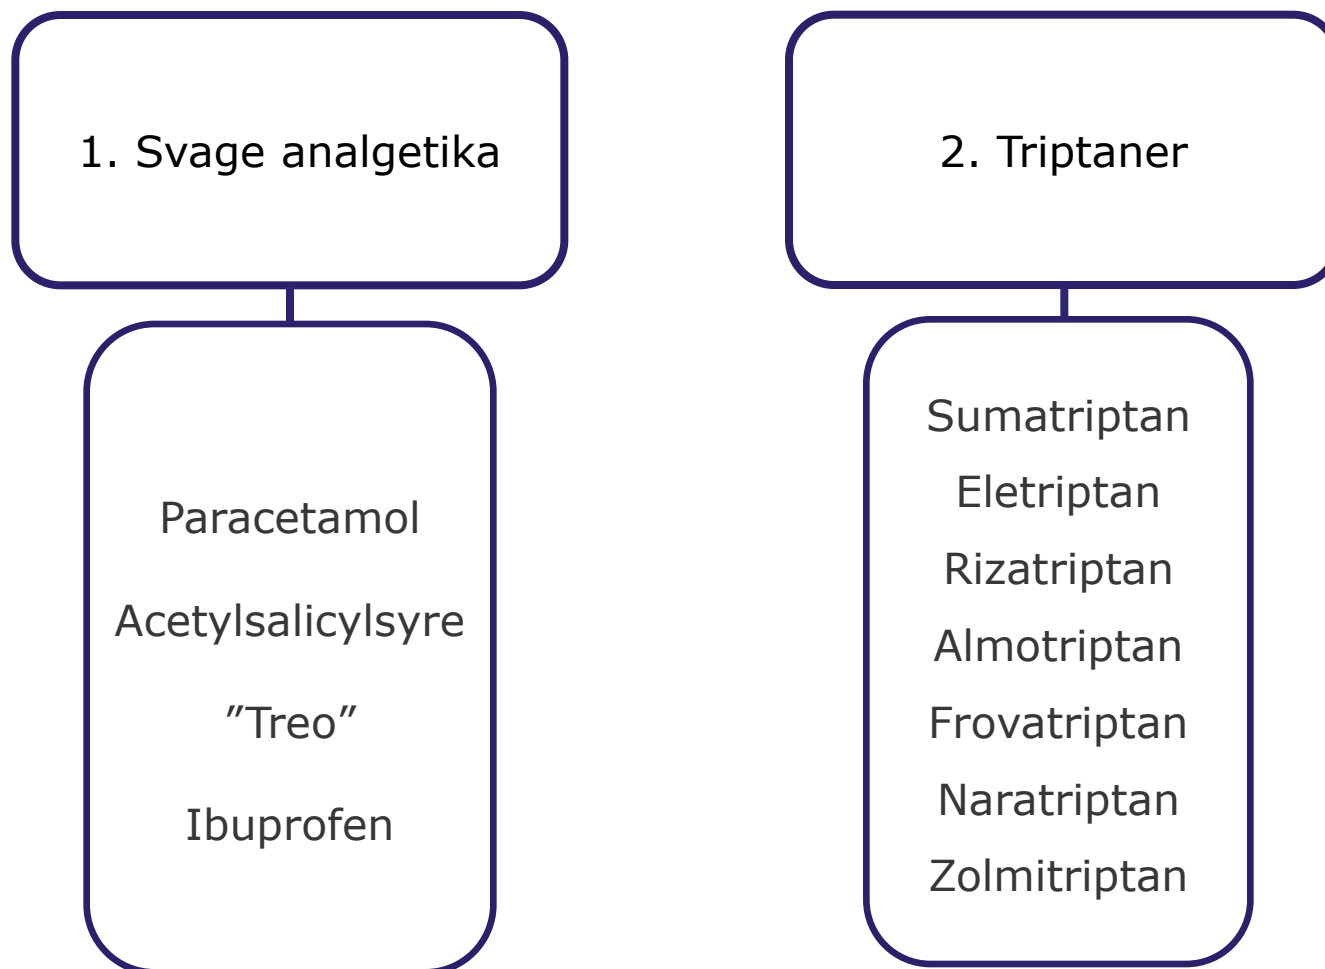 1. Svage analgetika
Paracetamol
Acetylsalicylsyre
”Treo”
Ibuprofen
2. Triptaner
Sumatriptan
Eletriptan
Rizatriptan
Almotriptan
Frovatriptan
Naratriptan
Zolmitriptan